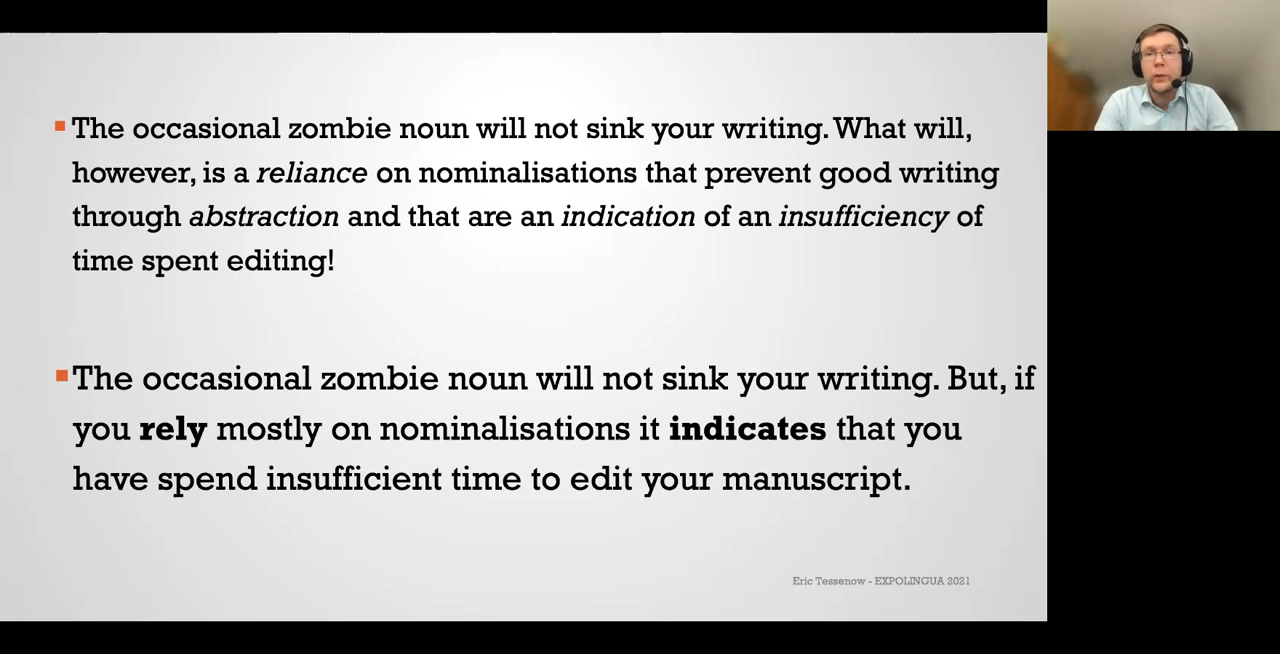 The occasional zombie noun will not sink your writing. What will,
however, is a reliance on nominalisations that prevent good writing
through abstraction and that are an indication of an insufficiency of
time spent editing!
The occasional zombie noun will not sink your writing. But, if
you rely mostly on nominalisations it indicates that you
have spend insufficient time to edit your manuscript.
Eric Tessenow - EXPOLINGUA 2021